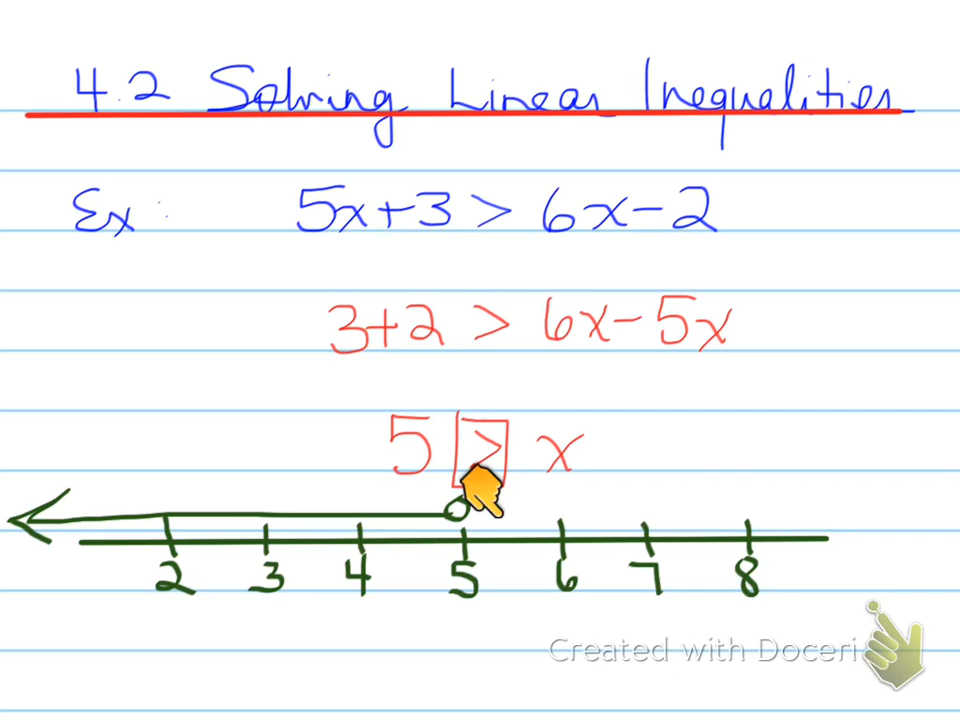 4.2 Solving Linear Inequalities
Ex: 5x+3 > 6x-2
3+2 > 6x-5x
5 > x
2 3 4 5 6 7 8
Created with Doceri